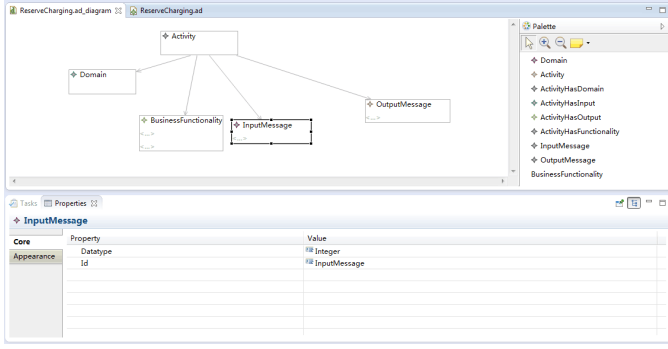 ReserveCharging.ad_diagram
ReserveCharging.ad
Activity
Domain
BusinessFunctionality
<...>
<...>
InputMessage
<...>
OutputMessage
<...>
Palette
Domain
Activity
ActivityHasDomain
ActivityHasInput
ActivityHasOutput
ActivityHasFunctionality
InputMessage
OutputMessage
BusinessFunctionality
Tasks
Properties
InputMessage
Core
Appearance
Property Value
Datatype Integer
Id InputMessage